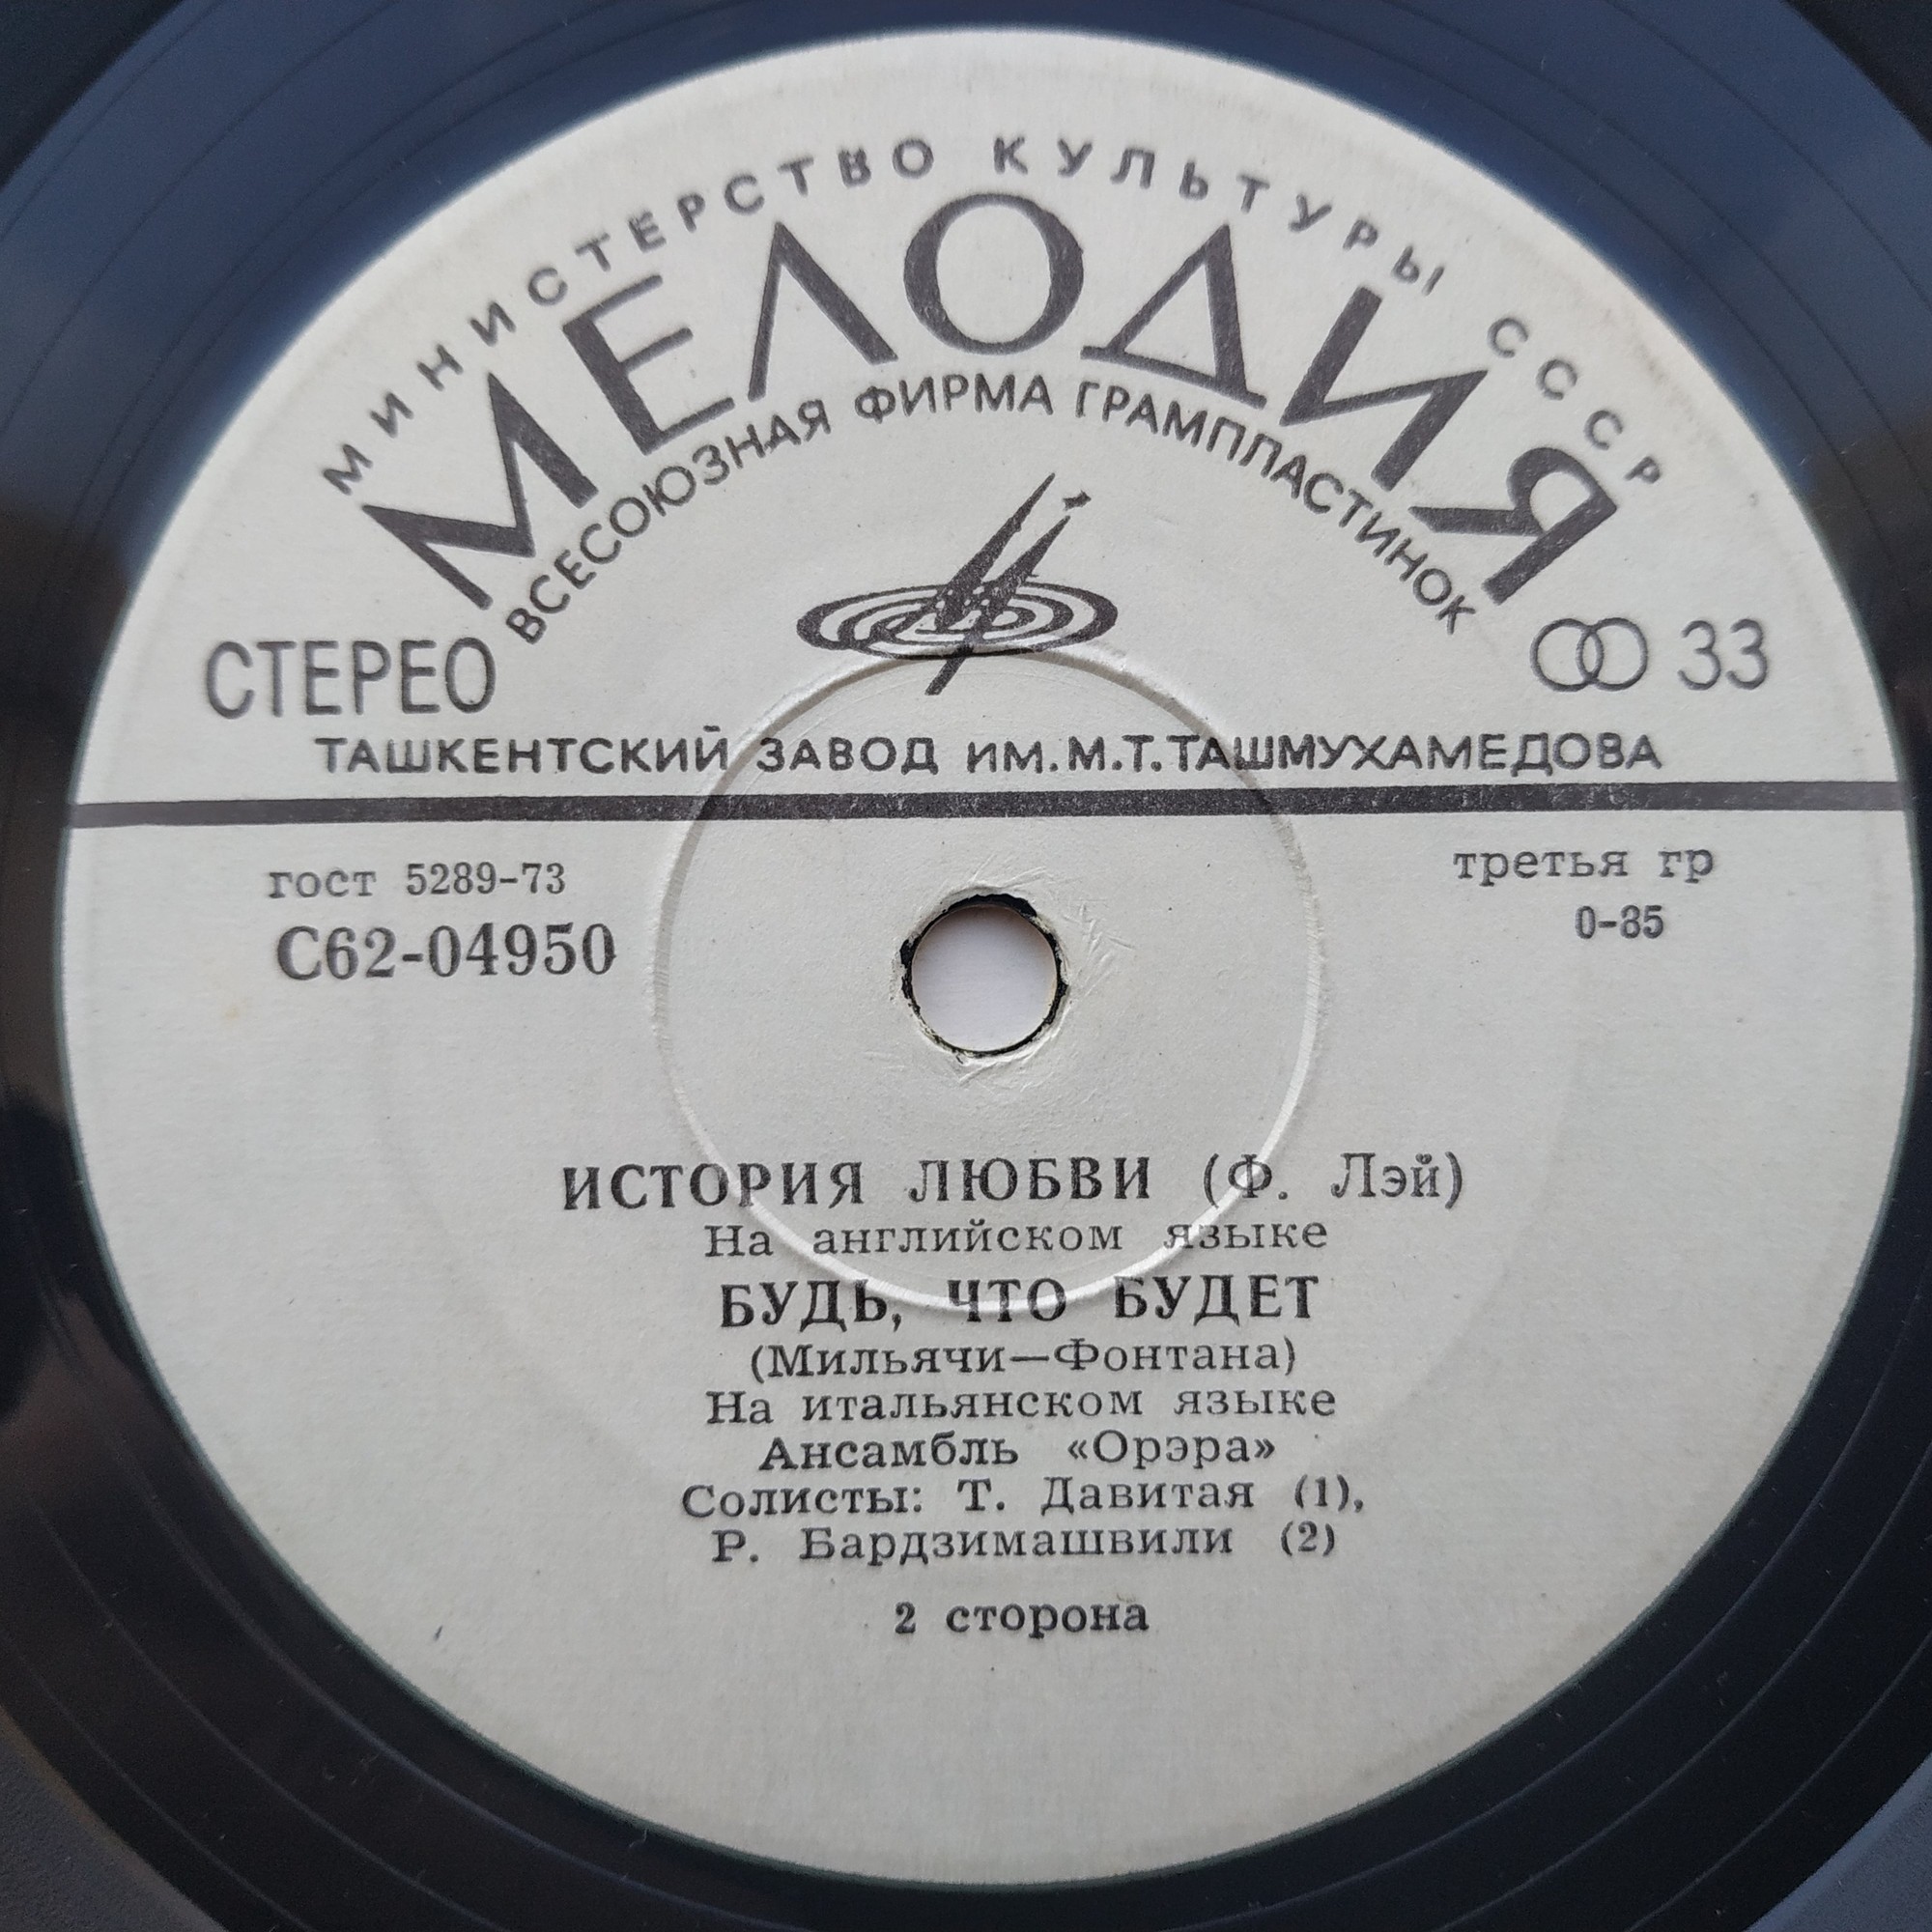 МИНИСТЕРСТВО КУЛЬТУРЫ СССР
МЕЛОДИЯ
ВСЕСОЮЗНАЯ ФИРМА ГРАМПЛАСТИНОК
СТЕРЕО
33
ТАШКЕНТСКИЙ ЗАВОД ИМ.М.Т.ТАШМУХАМЕДОВА
гост 5289-73
третья гр
С62-04950
0-85
ИСТОРИЯ ЛЮБВИ (Ф. Лэй)
На английском языке
БУДЬ, ЧТО БУДЕТ
(Мильячи—Фонтана)
На итальянском языке
Ансамбль «Орэра»
Солисты: Т. Давитая (1),
Р. Бардзимашвили (2)
2 сторона